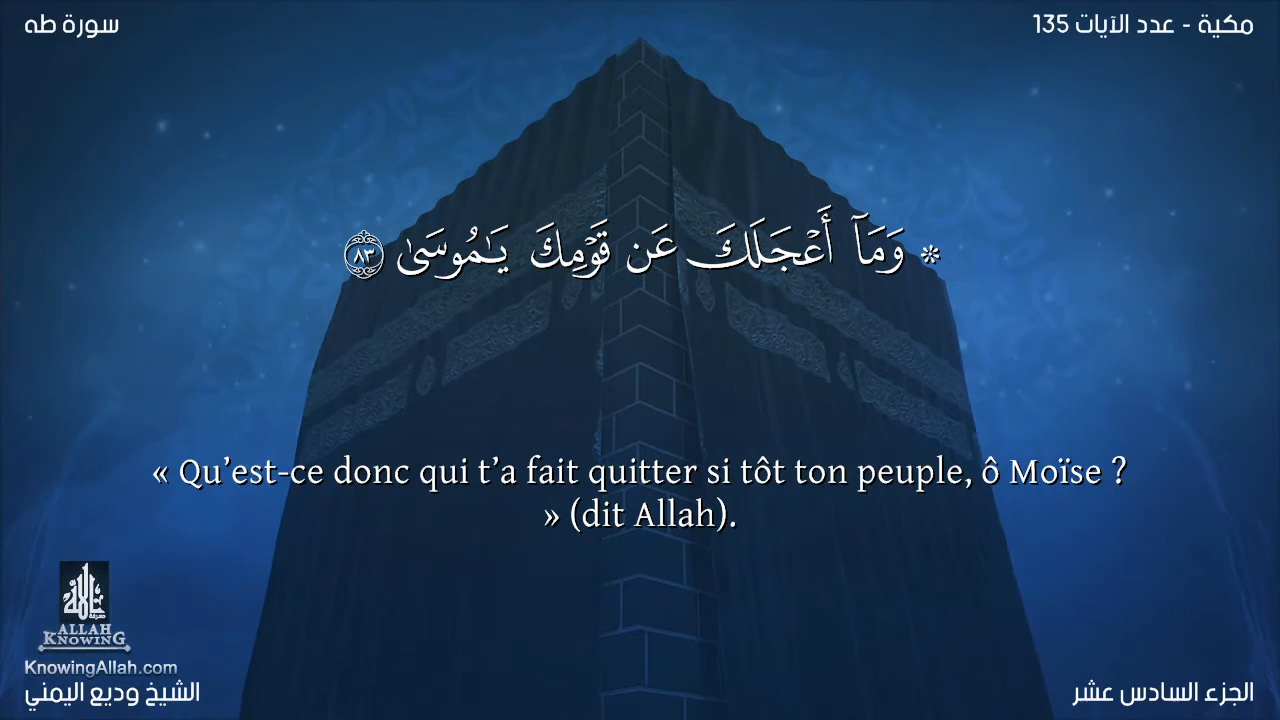 سورة طه
مكية - عدد الآيات 135
* وَمَآ أَعْجَلَكَ عَن قَوْمِكَ يَـٰمُوسَىٰ ٨٣
« Qu’est-ce donc qui t’a fait quitter si tôt ton peuple, ô Moïse ?
» (dit Allah).
ALLAH
KNOWING
KnowingAllah.com
الشيخ وديع اليمني
الجزء السادس عشر